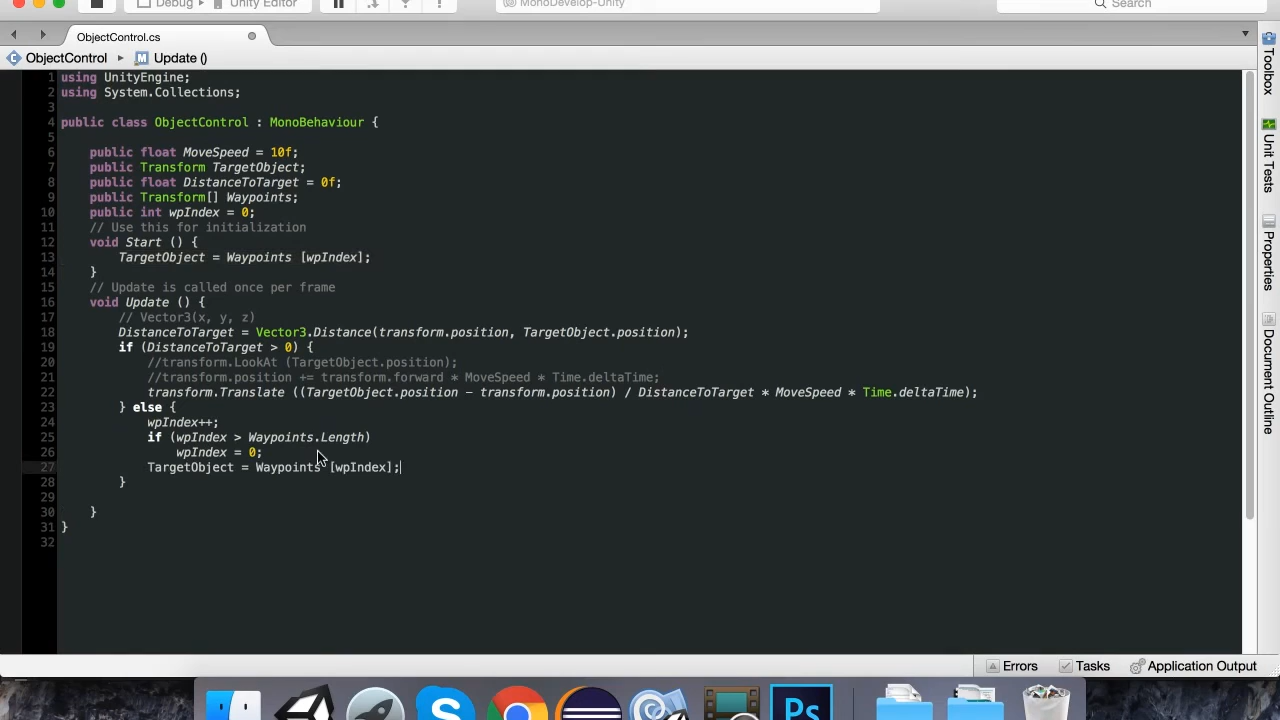 Debug
Unity Editor
MonoDevelop-Unity
Search
ObjectControl.cs
ObjectControl
Update ()
1 using UnityEngine;
2 using System.Collections;
3
4 public class ObjectControl : MonoBehaviour {
5
6 public float MoveSpeed = 10f;
7 public Transform TargetObject;
8 public float DistanceToTarget = 0f;
9 public Transform[] Waypoints;
10 public int wpIndex = 0;
11 // Use this for initialization
12 void Start () {
13 TargetObject = Waypoints [wpIndex];
14 }
15 // Update is called once per frame
16 void Update () {
17 // Vector3(x, y, z)
18 DistanceToTarget = Vector3.Distance(transform.position, TargetObject.position);
19 if (DistanceToTarget > 0) {
20 //transform.LookAt (TargetObject.position);
21 //transform.position += transform.forward * MoveSpeed * Time.deltaTime;
22 transform.Translate ((TargetObject.position - transform.position) / DistanceToTarget * MoveSpeed * Time.deltaTime);
23 } else {
24 wpIndex++;
25 if (wpIndex > Waypoints.Length)
26 wpIndex = 0;
27 TargetObject = Waypoints [wpIndex];
28 }
29
30 }
31 }
32
Toolbox
Unit Tests
Properties
Document Outline
Errors
Tasks
Application Output
S
Ps